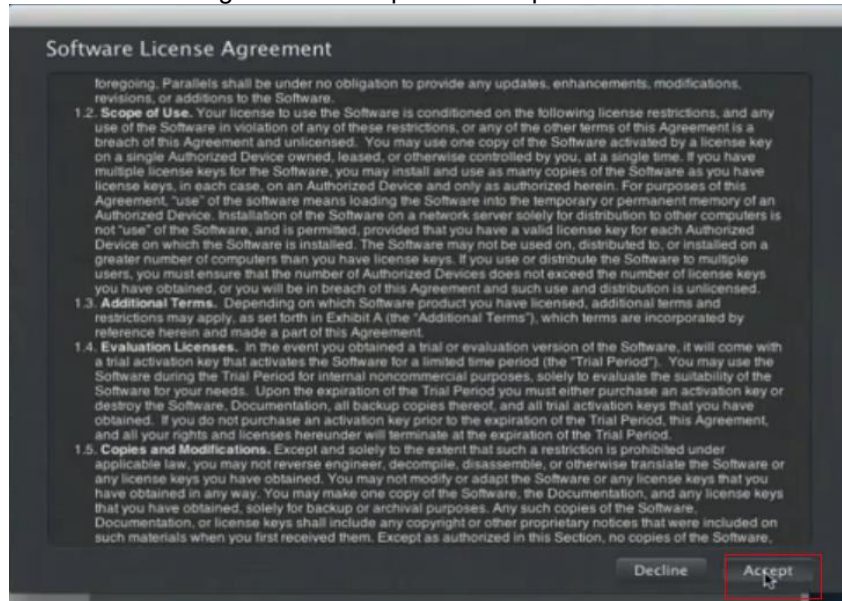 Software License Agreement
foregoing. Parallels shall be under no obligation to provide any updates, enhancements, modifications,
revisions, or additions to the Software.
1.2. Scope of Use. Your license to use the Software is conditioned on the following license restrictions, and any
use of the Software in violation of any of these restrictions, or any of the other terms of this Agreement is a
breach of this Agreement and unlicensed. You may use one copy of the Software activated by a license key
on a single Authorized Device owned, leased, or otherwise controlled by you, at a single time. If you have
multiple license keys for the Software, you may install and use as many copies of the Software as you have
license keys, in each case, on an Authorized Device and only as authorized herein. For purposes of this
Agreement, "use" of the software means loading the Software into the temporary or permanent memory of an
Authorized Device. Installation of the Software on a network server solely for distribution to other computers is
not "use" of the Software, and is permitted, provided that you have a valid license key for each Authorized
Device on which the Software is installed. The Software may not be used on, distributed to, or installed on a
greater number of computers than you have license keys. If you use or distribute the Software to multiple
users, you must ensure that the number of Authorized Devices does not exceed the number of license keys
you have obtained, or you will be in breach of this Agreement and such use and distribution is unlicensed.
1.3. Additional Terms. Depending on which Software product you have licensed, additional terms and
restrictions may apply, as set forth in Exhibit A (the "Additional Terms"), which terms are incorporated by
reference herein and made a part of this Agreement.
1.4. Evaluation Licenses. In the event you obtained a trial or evaluation version of the Software, it will come with
a trial activation key that activates the Software for a limited time period (the "Trial Period"). You may use the
Software during the Trial Period for internal noncommercial purposes, solely to evaluate the suitability of the
Software for your needs. Upon the expiration of the Trial Period you must either purchase an activation key or
destroy the Software, Documentation, all backup copies thereof, and all trial activation keys that you have
obtained. If you do not purchase an activation key prior to the expiration of the Trial Period, this Agreement,
and all your rights and licenses hereunder will terminate at the expiration of the Trial Period.
1.5. Copies and Modifications. Except and solely to the extent that such a restriction is prohibited under
applicable law, you may not reverse engineer, decompile, disassemble, or otherwise translate the Software or
any license keys you have obtained. You may not modify or adapt the Software or any license keys that you
have obtained in any way. You may make one copy of the Software, the Documentation, and any license keys
that you have obtained, solely for backup or archival purposes. Any such copies of the Software,
Documentation, or license keys shall include any copyright or other proprietary notices that were included on
such materials when you first received them. Except as authorized in this Section, no copies of the Software,
Decline Accept